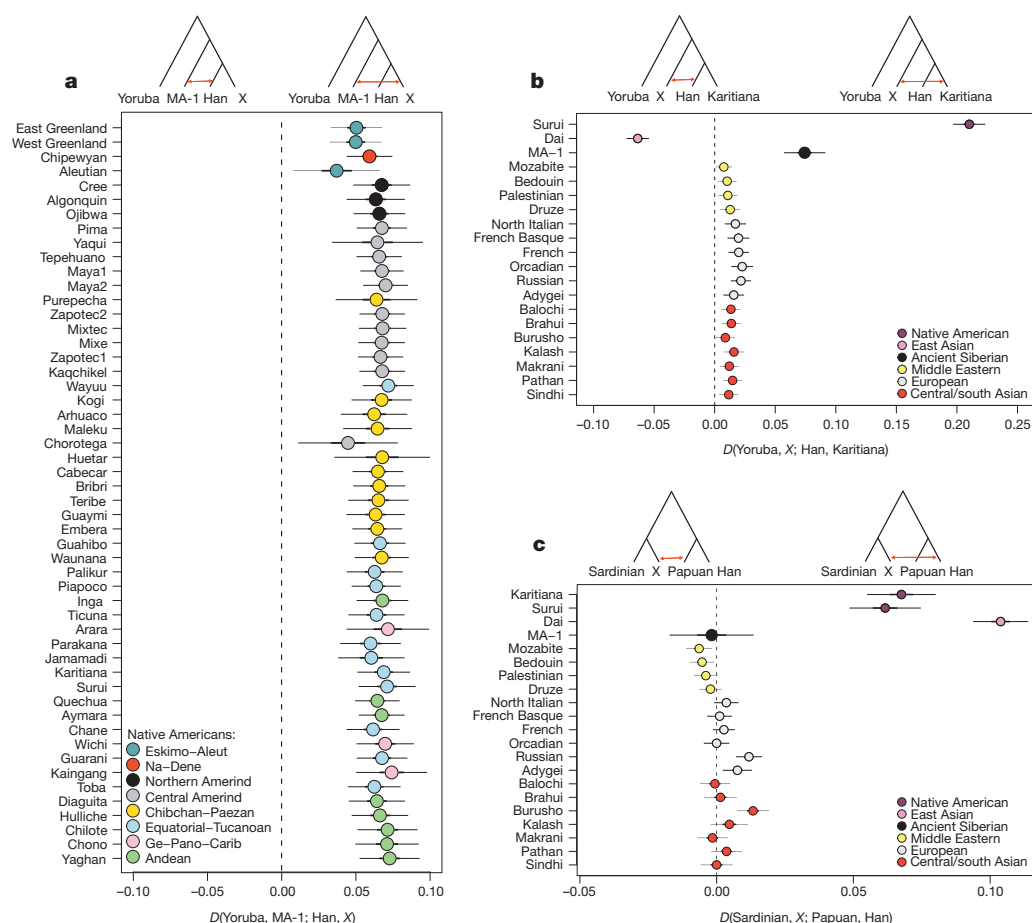 a
Yoruba MA-1 Han X
Yoruba MA-1 Han X
East Greenland
West Greenland
Chipewyan
Aleutian
Cree
Algonquin
Ojibwa
Pima
Yaqui
Tepehuano
Maya1
Maya2
Purepecha
Zapotec2
Mixtec
Mixe
Zapotec1
Kaqchikel
Wayuu
Kogi
Arhuaco
Maleku
Chorotega
Huetar
Cabecar
Bribri
Teribe
Guaymi
Embera
Guahibo
Waunana
Palikur
Piapoco
Inga
Ticuna
Arara
Parakana
Jamamadi
Karitiana
Surui
Quechua
Aymara
Chane
Wichi
Guarani
Kaingang
Toba
Diaguita
Hulliche
Chilote
Chono
Yaghan
Native Americans:
Eskimo–Aleut
Na–Dene
Northern Amerind
Central Amerind
Chibchan–Paezan
Equatorial–Tucanoan
Ge–Pano–Carib
Andean
−0.10 −0.05 0.00 0.05 0.10
D(Yoruba, MA-1; Han, X)
b
Yoruba X Han Karitiana
Yoruba X Han Karitiana
Surui
Dai
MA-1
Mozabite
Bedouin
Palestinian
Druze
North Italian
French Basque
French
Orcadian
Russian
Adygei
Balochi
Brahui
Burusho
Kalash
Makrani
Pathan
Sindhi
Native American
East Asian
Ancient Siberian
Middle Eastern
European
Central/south Asian
−0.10 −0.05 0.00 0.05 0.10 0.15 0.20 0.25
D(Yoruba, X; Han, Karitiana)
c
Sardinian X Papuan Han
Sardinian X Papuan Han
Karitiana
Surui
Dai
MA-1
Mozabite
Bedouin
Palestinian
Druze
North Italian
French Basque
French
Orcadian
Russian
Adygei
Balochi
Brahui
Burusho
Kalash
Makrani
Pathan
Sindhi
Native American
East Asian
Ancient Siberian
Middle Eastern
European
Central/south Asian
−0.05 0.00 0.05 0.10
D(Sardinian, X; Papuan, Han)